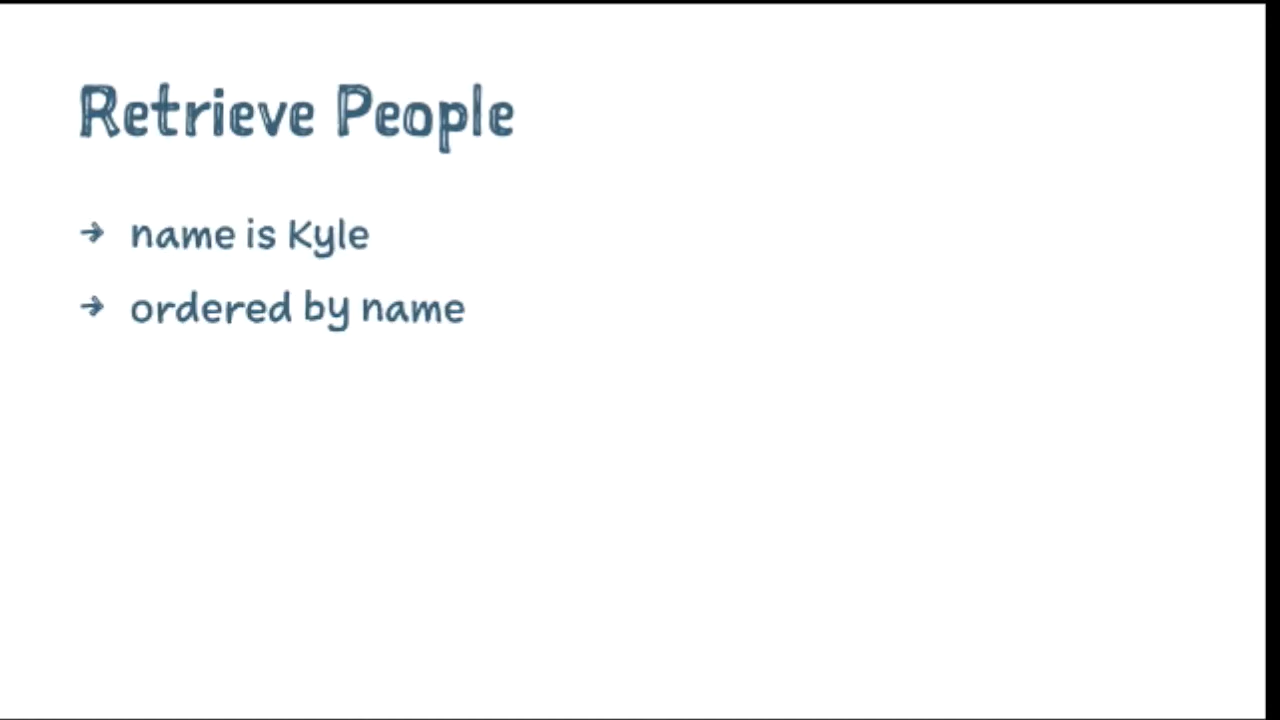 Retrieve People
→ name is Kyle
→ ordered by name